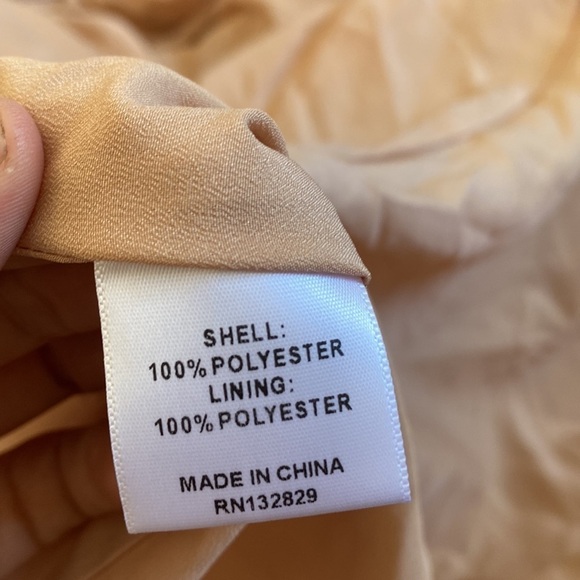 SHELL:
100% POLYESTER
LINING:
100% POLYESTER
MADE IN CHINA
RN132829